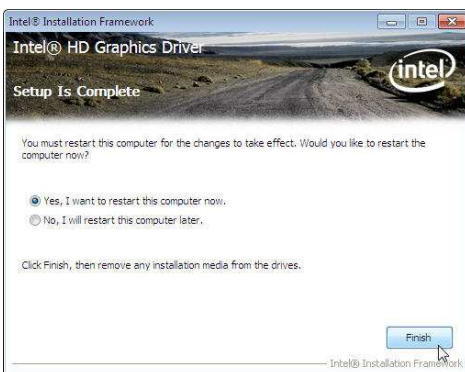 Intel® Installation Framework
Intel® HD Graphics Driver
intel
Setup Is Complete
You must restart this computer for the changes to take effect. Would you like to restart the
computer now?
Yes, I want to restart this computer now.
No, I will restart this computer later.
Click Finish, then remove any installation media from the drives.
Finish
Intel® Installation Framework